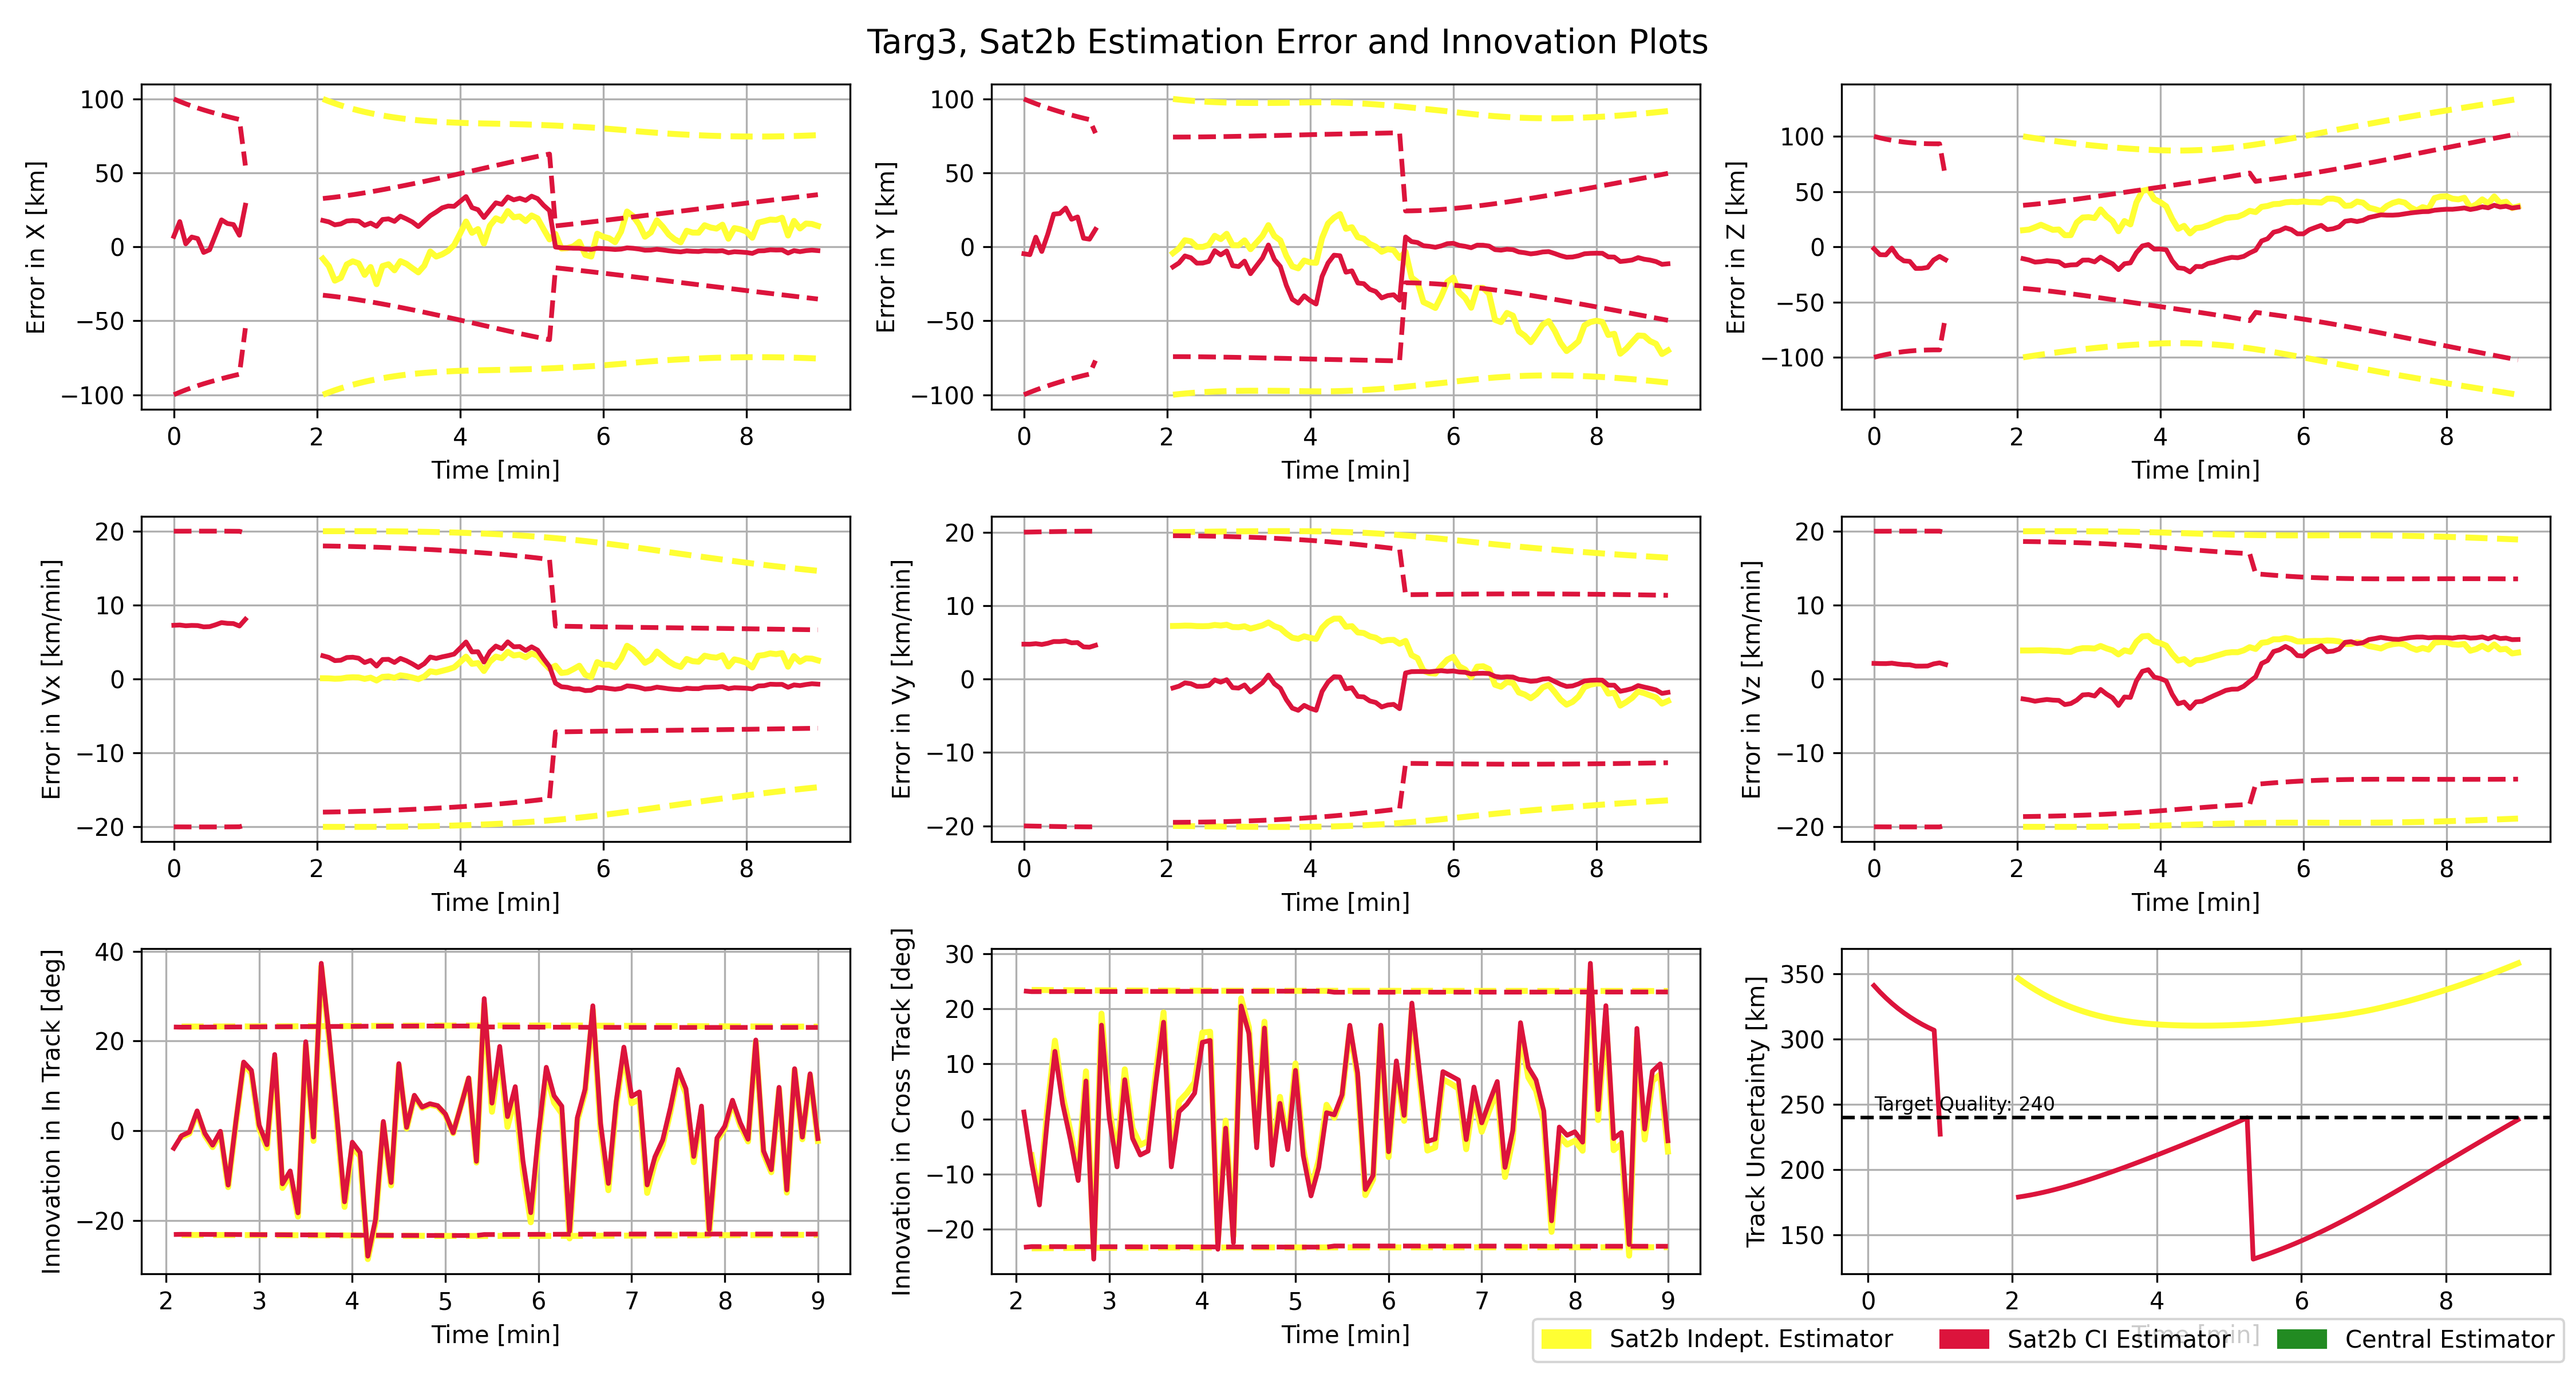 Targ3, Sat2b Estimation Error and Innovation Plots
Error in X [km]
100
50
0
−50
−100
0 2 4 6 8
Time [min]
Error in Y [km]
100
50
0
−50
−100
0 2 4 6 8
Time [min]
Error in Z [km]
100
50
0
−50
−100
0 2 4 6 8
Time [min]
Error in Vx [km/min]
20
10
0
−10
−20
0 2 4 6 8
Time [min]
Error in Vy [km/min]
20
10
0
−10
−20
0 2 4 6 8
Time [min]
Error in Vz [km/min]
20
10
0
−10
−20
0 2 4 6 8
Time [min]
Innovation in In Track [deg]
40
20
0
−20
2 3 4 5 6 7 8 9
Time [min]
Innovation in Cross Track [deg]
30
20
10
0
−10
−20
2 3 4 5 6 7 8 9
Time [min]
Track Uncertainty [km]
350
300
250
200
150
Target Quality: 240
0 2 4 6 8
Time [min]
Sat2b Indept. Estimator Sat2b CI Estimator Central Estimator